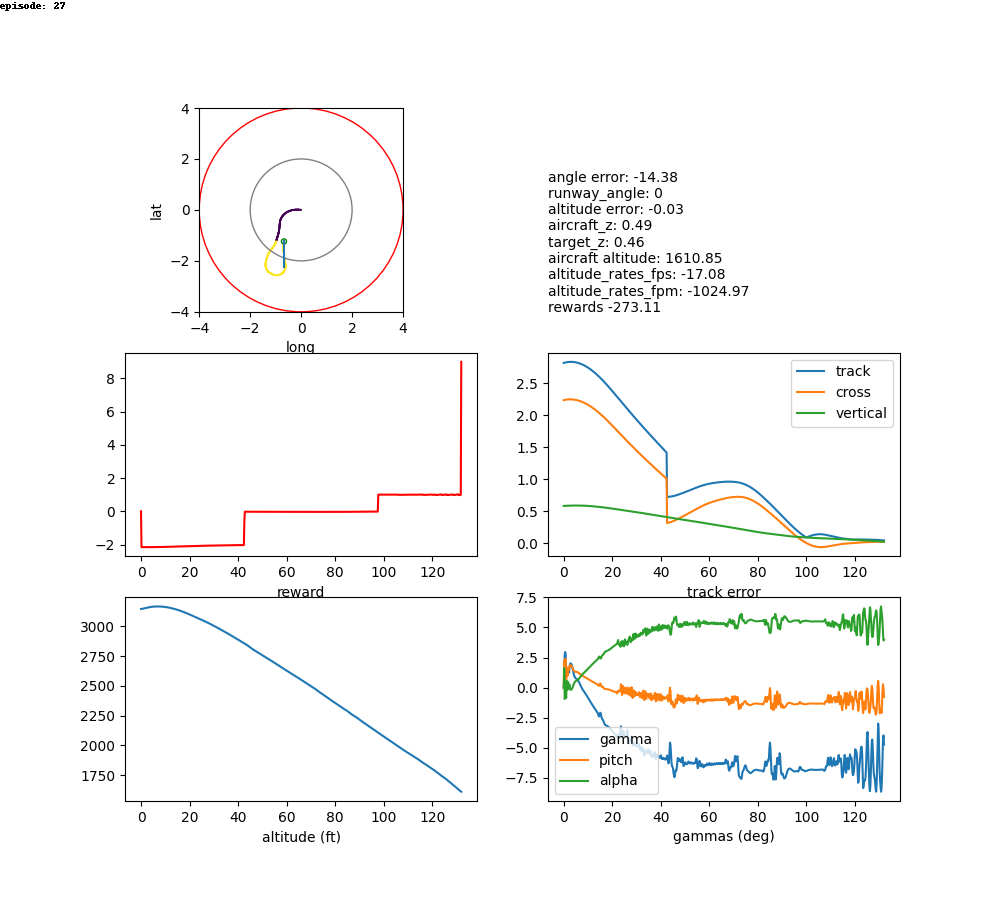 episode: 27
4
2
0
−2
−4
lat
−4 −2 0 2 4
long
angle error: -14.38
runway_angle: 0
altitude error: -0.03
aircraft_z: 0.49
target_z: 0.46
aircraft altitude: 1610.85
altitude_rates_fps: -17.08
altitude_rates_fpm: -1024.97
rewards -273.11
8
6
4
2
0
−2
0 20 40 60 80 100 120
reward
2.5
2.0
1.5
1.0
0.5
0.0
track
cross
vertical
0 20 40 60 80 100 120
track error
3000
2750
2500
2250
2000
1750
0 20 40 60 80 100 120
altitude (ft)
7.5
5.0
2.5
0.0
−2.5
−5.0
−7.5
gamma
pitch
alpha
0 20 40 60 80 100 120
gammas (deg)